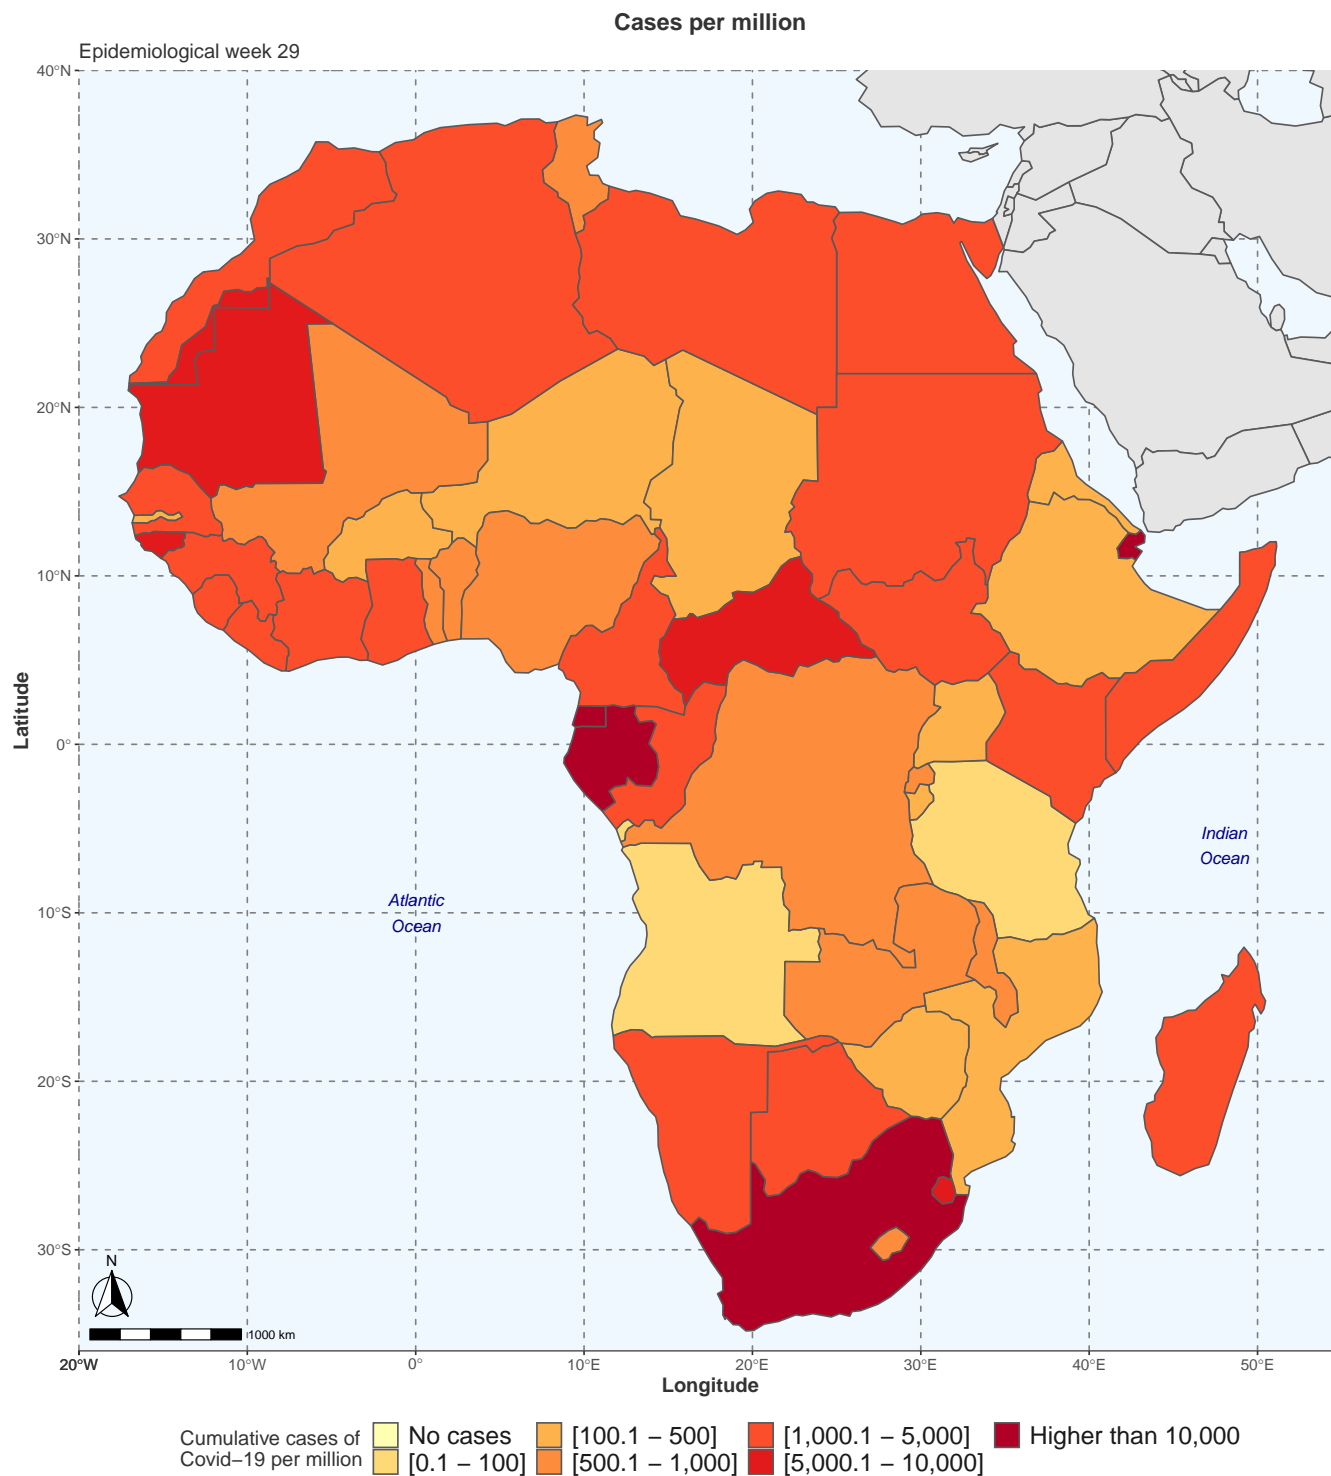 Cases per million
Epidemiological week 29
40°N
30°N
20°N
10°N
0°
10°S
20°S
30°S
Latitude
Atlantic
Ocean
Indian
Ocean
N
1000 km
20°W
20°W 10°W 0° 10°E 20°E 30°E 40°E 50°E
Longitude
Cumulative cases of
Covid−19 per million
No cases
[0.1 − 100]
[100.1 − 500]
[500.1 − 1,000]
[1,000.1 − 5,000]
[5,000.1 − 10,000]
Higher than 10,000